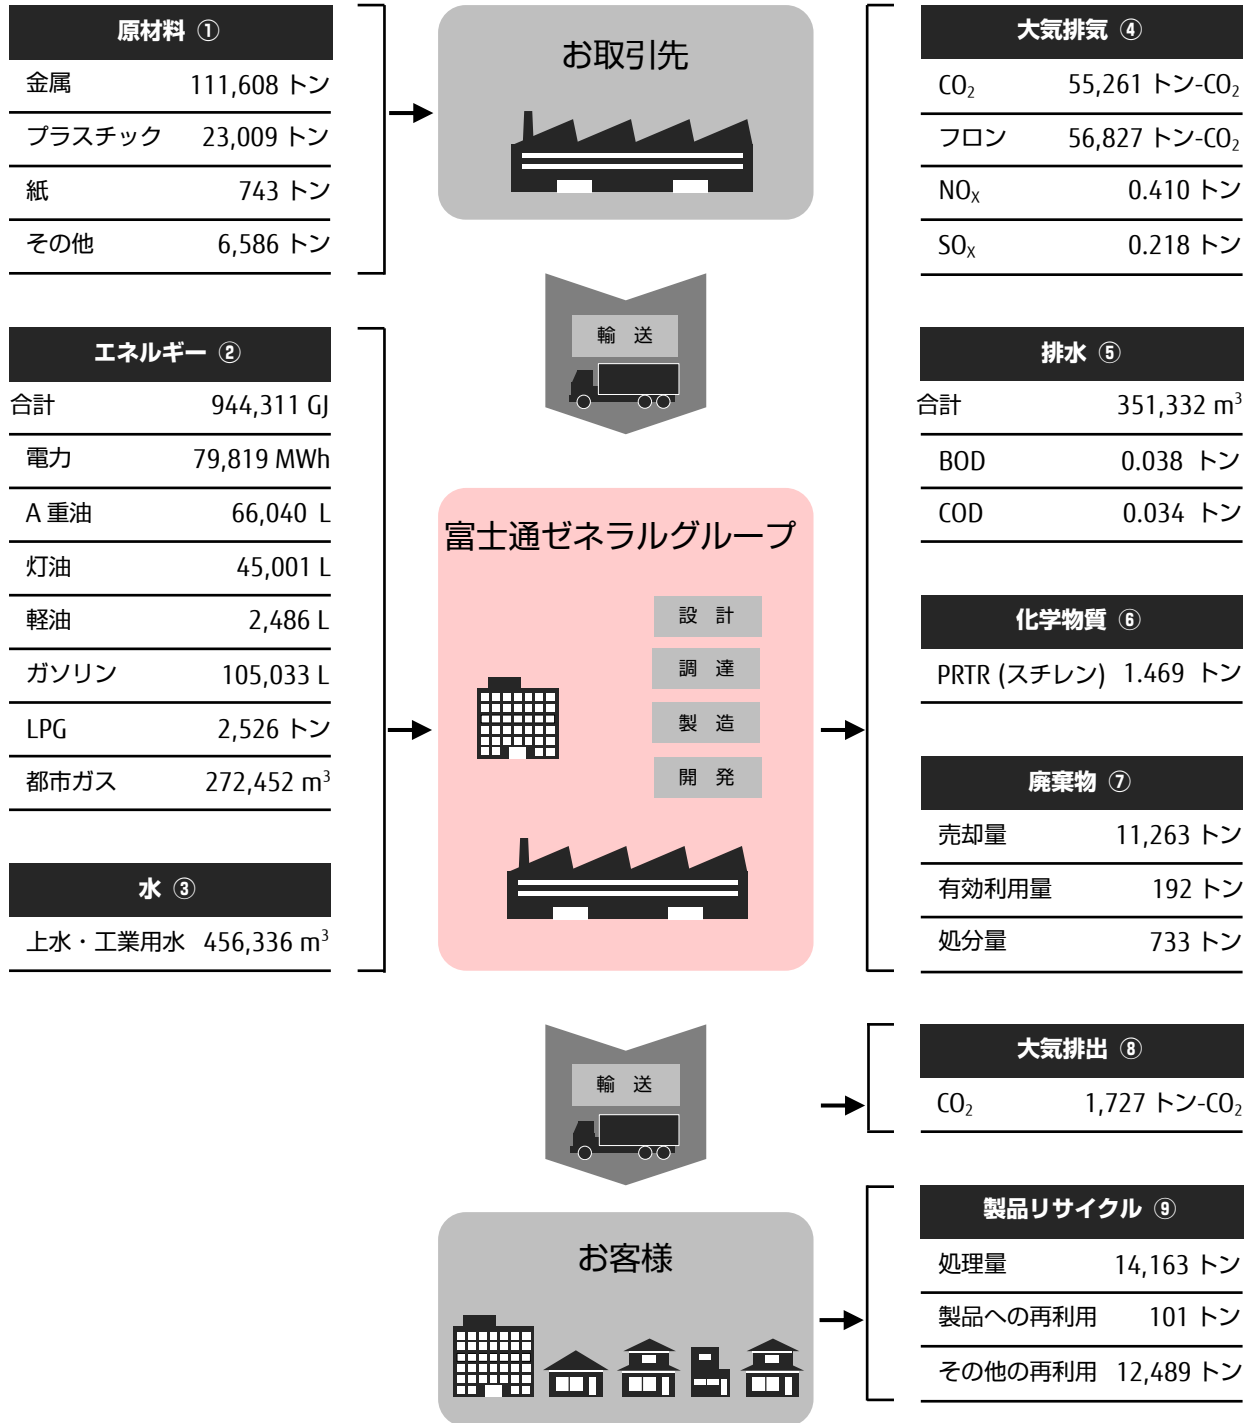 原材料 ①
金属 111,608 トン
プラスチック 23,009 トン
紙 743 トン
その他 6,586 トン
エネルギー ②
合計 944,311 GJ
電力 79,819 MWh
A 重油 66,040 L
灯油 45,001 L
軽油 2,486 L
ガソリン 105,033 L
LPG 2,526 トン
都市ガス 272,452 m³
水 ③
上水・工業用水 456,336 m³
お取引先
輸 送
富士通ゼネラルグループ
設 計
調 達
製 造
開 発
輸 送
お客様
大気排気 ④
CO₂ 55,261 トン-CO₂
フロン 56,827 トン-CO₂
NOₓ 0.410 トン
SOₓ 0.218 トン
排水 ⑤
合計 351,332 m³
BOD 0.038 トン
COD 0.034 トン
化学物質 ⑥
PRTR (スチレン) 1.469 トン
廃棄物 ⑦
売却量 11,263 トン
有効利用量 192 トン
処分量 733 トン
大気排出 ⑧
CO₂ 1,727 トン-CO₂
製品リサイクル ⑨
処理量 14,163 トン
製品への再利用 101 トン
その他の再利用 12,489 トン